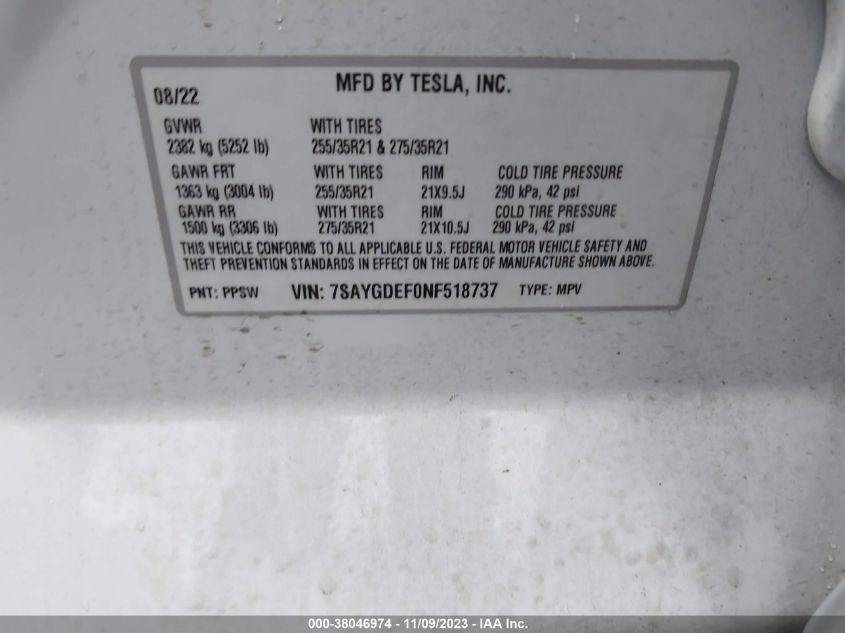 MFD BY TESLA, INC.
08/22
GVWR WITH TIRES
2382 kg (5252 lb) 255/35R21 & 275/35R21
GAWR FRT WITH TIRES RIM COLD TIRE PRESSURE
1363 kg (3004 lb) 255/35R21 21X9.5J 290 kPa, 42 psi
GAWR RR WITH TIRES RIM COLD TIRE PRESSURE
1500 kg (3306 lb) 275/35R21 21X10.5J 290 kPa, 42 psi
THIS VEHICLE CONFORMS TO ALL APPLICABLE U.S. FEDERAL MOTOR VEHICLE SAFETY AND
THEFT PREVENTION STANDARDS IN EFFECT ON THE DATE OF MANUFACTURE SHOWN ABOVE.
PNT: PPSW VIN: 7SAYGDEF0NF518737 TYPE: MPV
000-38046974 - 11/09/2023 - IAA Inc.